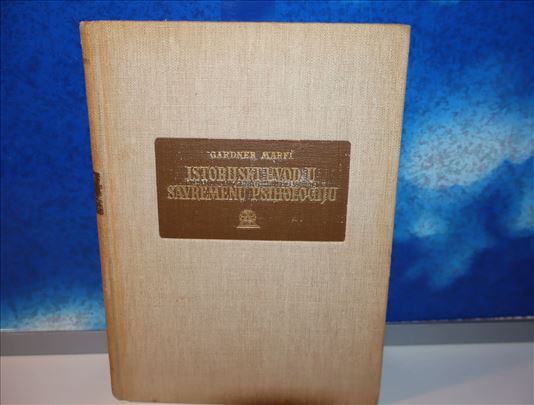 GARDNER MARFI
ISTORIJSKI UVOD U
SAVREMENU PSIHOLOGIJU